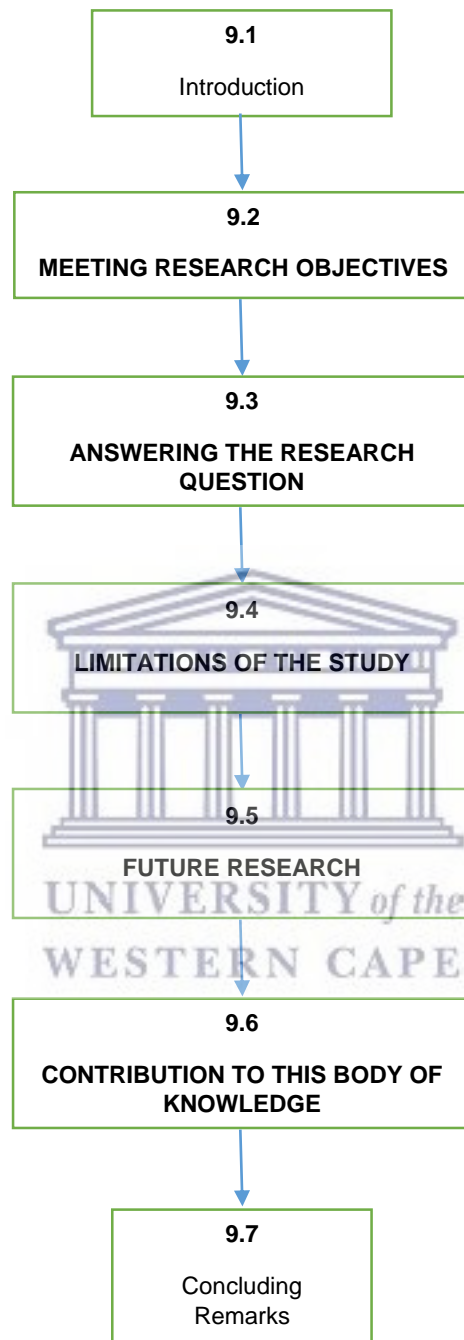 9.1
Introduction
9.2
MEETING RESEARCH OBJECTIVES
9.3
ANSWERING THE RESEARCH
QUESTION
9.4
LIMITATIONS OF THE STUDY
9.5
FUTURE RESEARCH
UNIVERSITY of the
WESTERN CAPE
9.6
CONTRIBUTION TO THIS BODY OF
KNOWLEDGE
9.7
Concluding
Remarks